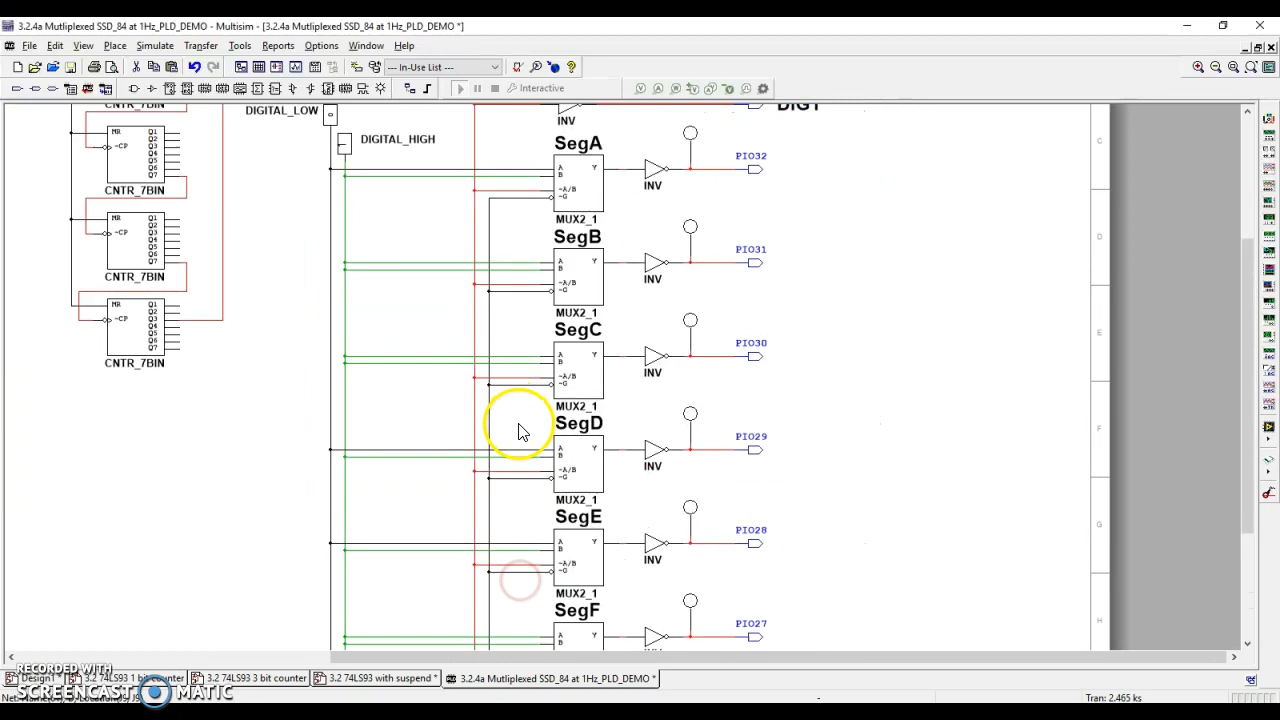 3.2.4a Mutliplexed SSD_84 at 1Hz_PLD_DEMO - Multisim - [3.2.4a Mutliplexed SSD_84 at 1Hz_PLD_DEMO *]
File Edit View Place Simulate Transfer Tools Reports Options Window Help
--- In-Use List ---
Interactive
CNTR_7BIN
DIGITAL_LOW
DIG1
INV
C
MR Q1
Q2
~CP Q3
Q4
Q5
Q6
Q7
CNTR_7BIN
DIGITAL_HIGH
SegA
A Y
B
~A/B
~G
MUX2_1
INV
PIO32
MR Q1
Q2
~CP Q3
Q4
Q5
Q6
Q7
CNTR_7BIN
SegB
A Y
B
~A/B
~G
MUX2_1
INV
PIO31
D
MR Q1
Q2
~CP Q3
Q4
Q5
Q6
Q7
CNTR_7BIN
SegC
A Y
B
~A/B
~G
MUX2_1
INV
PIO30
E
SegD
A Y
B
~A/B
~G
MUX2_1
INV
PIO29
F
SegE
A Y
B
~A/B
~G
MUX2_1
INV
PIO28
G
SegF
A Y
B
PIO27
H
Design1 * 3.2 74LS93 1 bit counter 3.2 74LS93 3 bit counter 3.2 74LS93 with suspend * 3.2.4a Mutliplexed SSD_84 at 1Hz_PLD_DEMO *
RECORDED WITH
SCREENCAST MATIC
- Tran: 2.465 ks